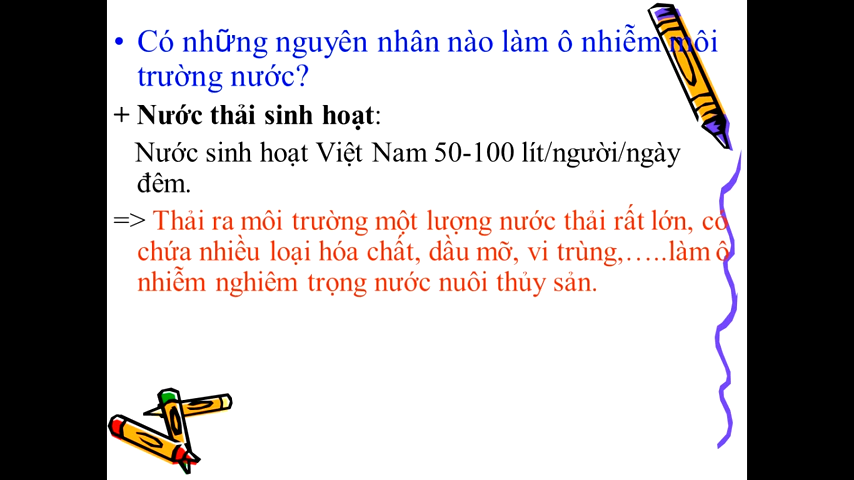 • Có những nguyên nhân nào làm ô nhiễm môi
trường nước?
+ Nước thải sinh hoạt:
Nước sinh hoạt Việt Nam 50-100 lít/người/ngày
đêm.
=> Thải ra môi trường một lượng nước thải rất lớn, có
chứa nhiều loại hóa chất, dầu mỡ, vi trùng,…..làm ô
nhiễm nghiêm trọng nước nuôi thủy sản.